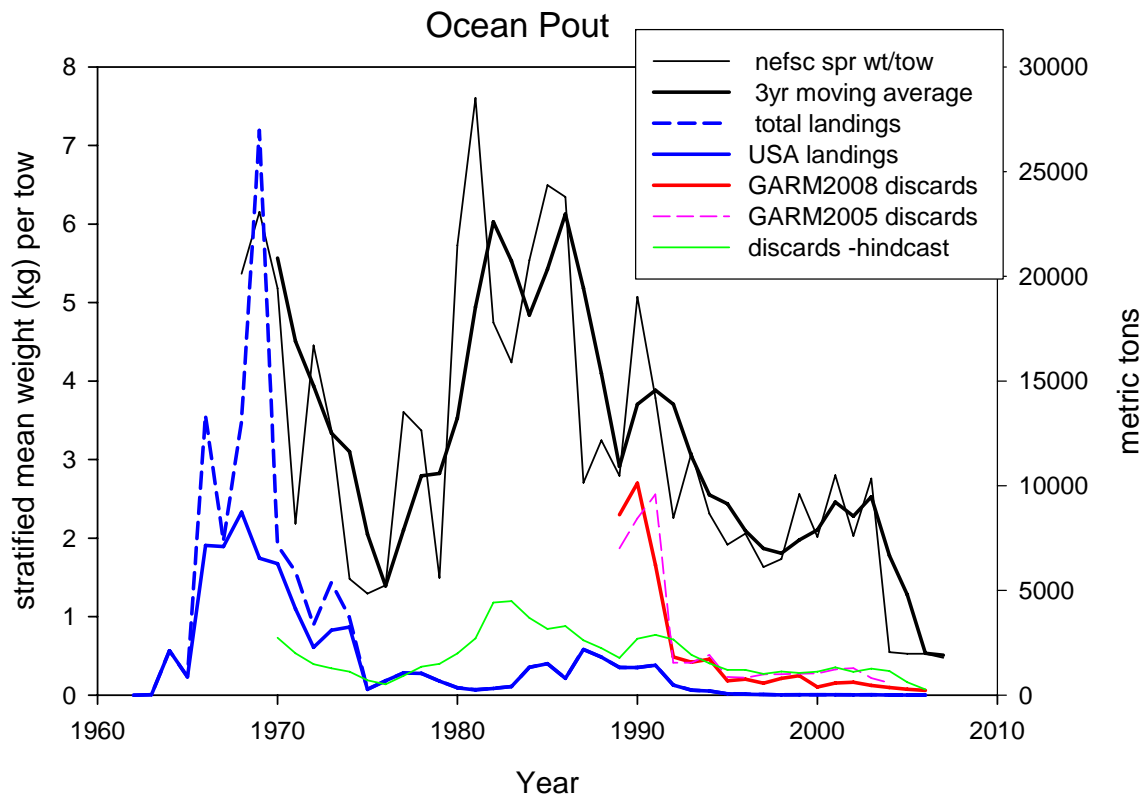 Ocean Pout
nefsc spr wt/tow
3yr moving average
total landings
USA landings
GARM2008 discards
GARM2005 discards
discards -hindcast
stratified mean weight (kg) per tow
8
7
6
5
4
3
2
1
0
30000
25000
20000
15000
10000
5000
0
metric tons
1960
1970
1980
1990
2000
2010
Year